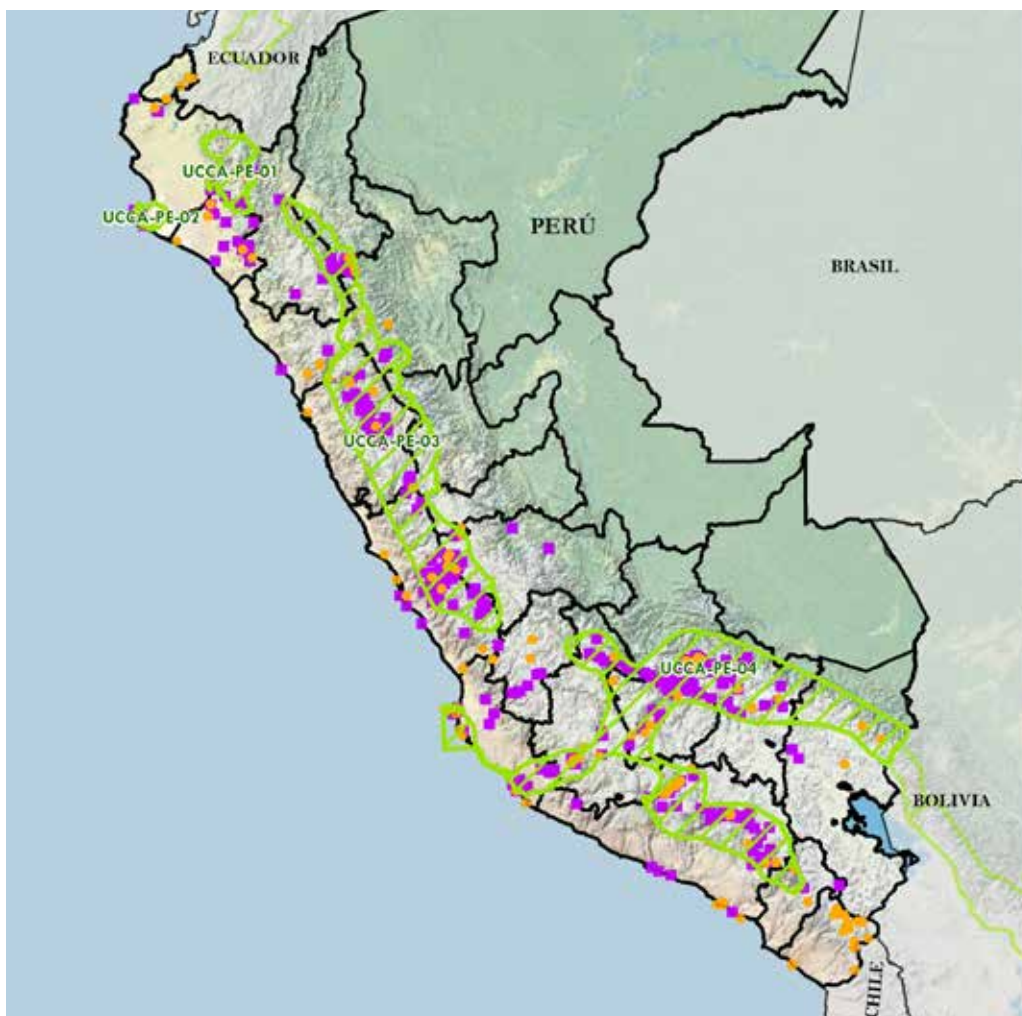 ECUADOR
UCCA-PE-01
UCCA-PE-02
PERÚ
BRASIL
UCCA-PE-03
UCCA-PE-04
BOLIVIA
CHILE